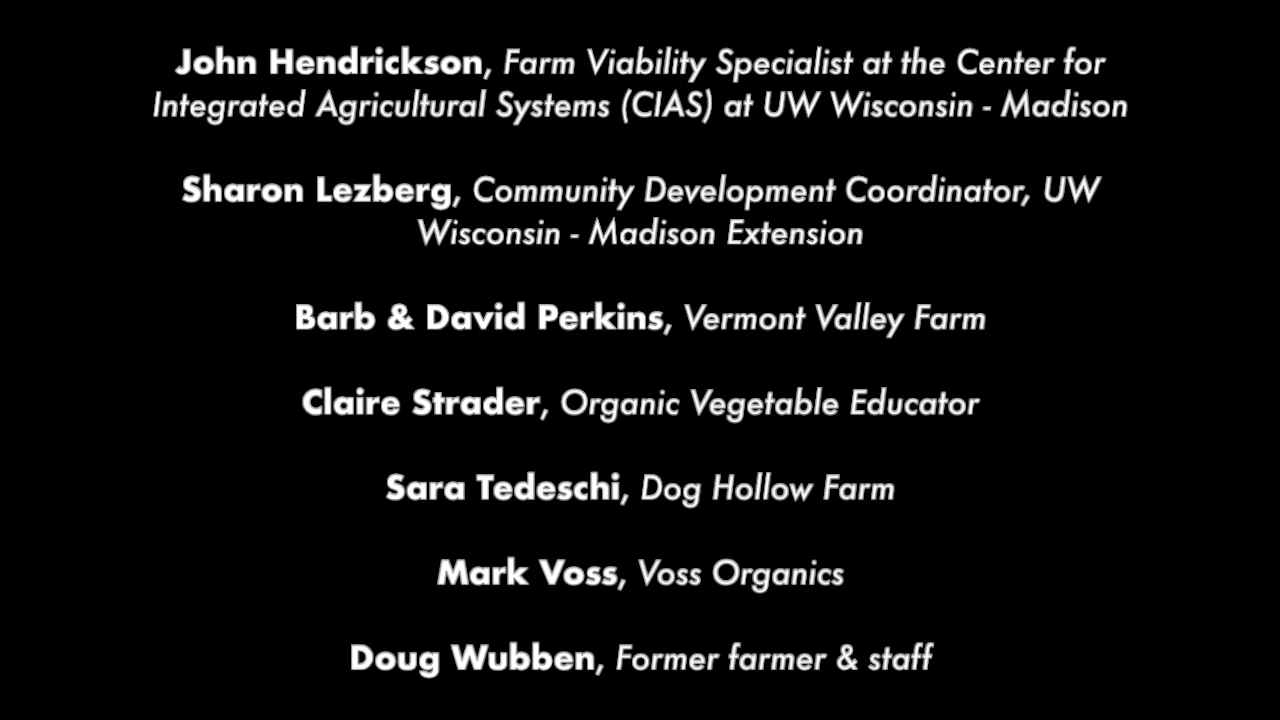 John Hendrickson, Farm Viability Specialist at the Center for
Integrated Agricultural Systems (CIAS) at UW Wisconsin - Madison
Sharon Lezberg, Community Development Coordinator, UW
Wisconsin - Madison Extension
Barb & David Perkins, Vermont Valley Farm
Claire Strader, Organic Vegetable Educator
Sara Tedeschi, Dog Hollow Farm
Mark Voss, Voss Organics
Doug Wubben, Former farmer & staff